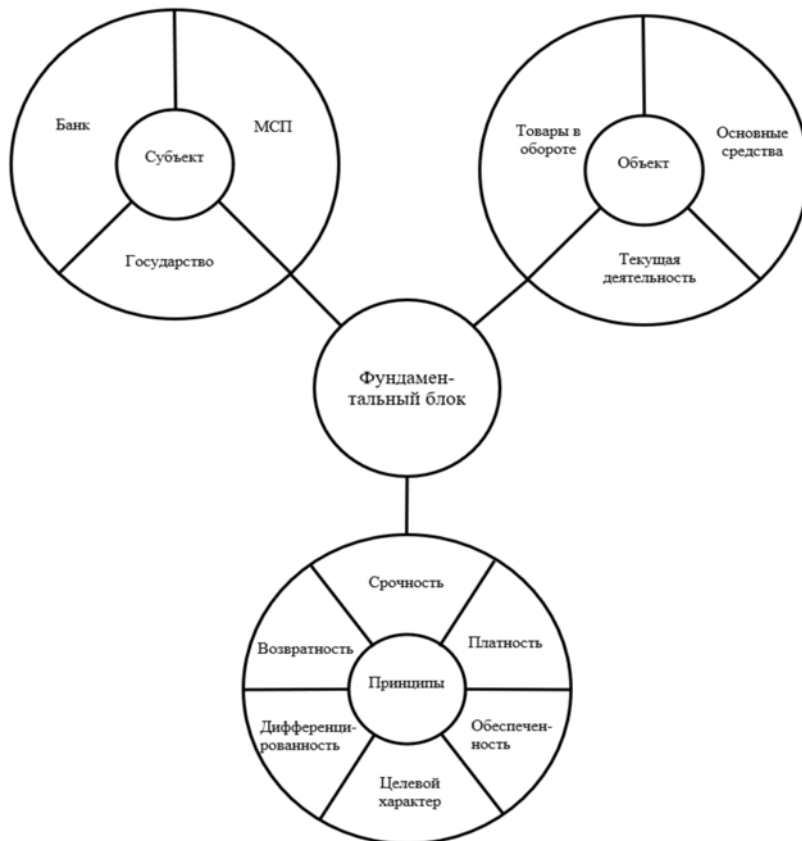 Банк
МСП
Субъект
Государство
Товары в
обороте
Основные
средства
Объект
Текущая
деятельность
Фундамен-
тальный блок
Срочность
Возвратность
Платность
Принципы
Дифференци-
рованность
Обеспечен-
ность
Целевой
характер